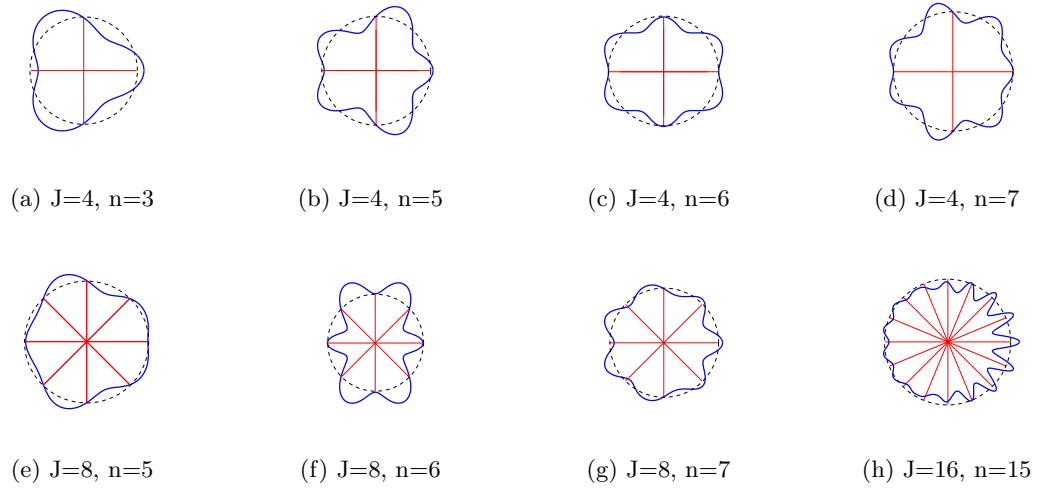 (a) J=4, n=3
(b) J=4, n=5
(c) J=4, n=6
(d) J=4, n=7
(e) J=8, n=5
(f) J=8, n=6
(g) J=8, n=7
(h) J=16, n=15